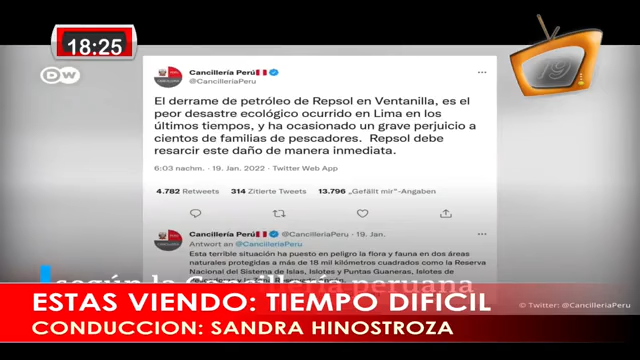 18:25
DW
19
Cancillería Perú
@CancilleriaPeru
El derrame de petróleo de Repsol en Ventanilla, es el
peor desastre ecológico ocurrido en Lima en los
últimos tiempos, y ha ocasionado un grave perjuicio a
cientos de familias de pescadores. Repsol debe
resarcir este daño de manera inmediata.
6:03 nachm. · 19. Jan. 2022 · Twitter Web App
4.782 Retweets 314 Zitierte Tweets 13.796 „Gefällt mir“-Angaben
Cancillería Perú @CancilleriaPeru · 19. Jan.
Antwort an @CancilleriaPeru
Esta terrible situación ha puesto en peligro la flora y fauna en dos áreas
naturales protegidas a más de 18 mil kilómetros cuadrados como la Reserva
Nacional del Sistema de Islas, Islotes y Puntas Guaneras, Islotes de
según la Cancillería peruana
ESTAS VIENDO: TIEMPO DIFICIL
CONDUCCION: SANDRA HINOSTROZA
© Twitter: @CancilleriaPeru